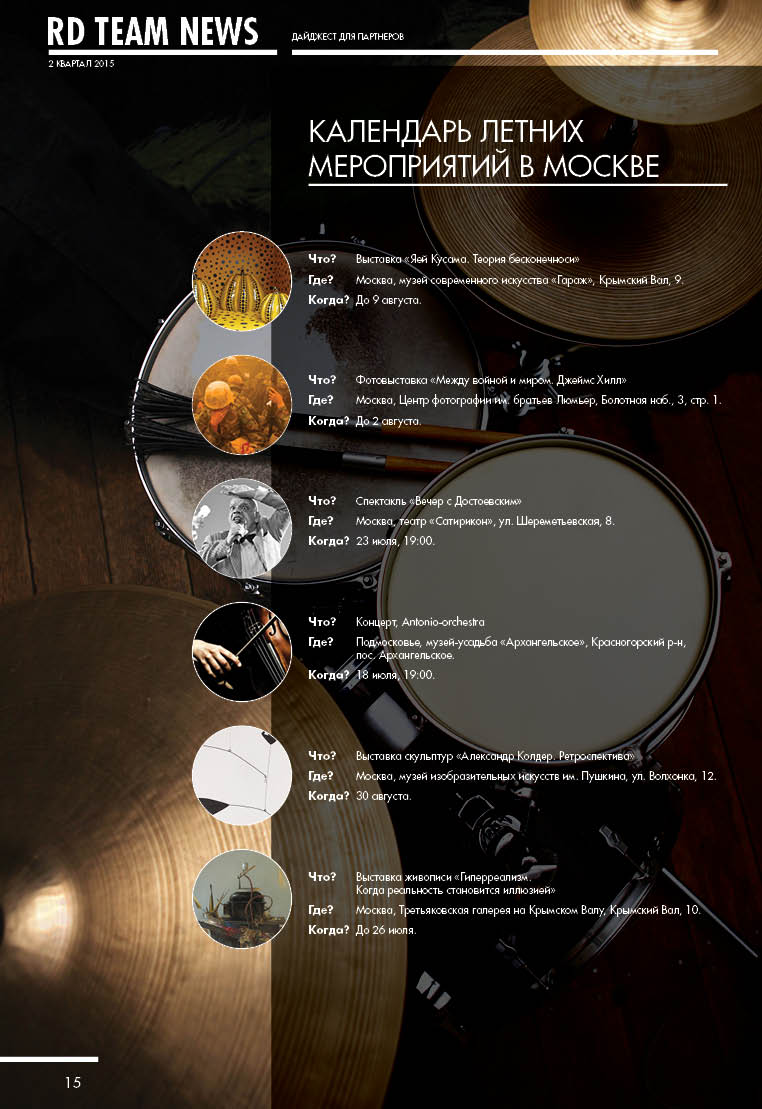 RD TEAM NEWS
ДАЙДЖЕСТ ДЛЯ ПАРТНЕРОВ
2 КВАРТАЛ 2015
КАЛЕНДАРЬ ЛЕТНИХ
МЕРОПРИЯТИЙ В МОСКВЕ
Что? Выставка «Яей Кусама. Теория бесконечноси»
Где? Москва, музей современного искусства «Гараж», Крымский Вал, 9.
Когда? До 9 августа.
Что? Фотовыставка «Между войной и миром. Джеймс Хилл»
Где? Москва, Центр фотографии им. братьев Люмьер, Болотная наб., 3, стр. 1.
Когда? До 2 августа.
Что? Спектакль «Вечер с Достоевским»
Где? Москва, театр «Сатирикон», ул. Шереметьевская, 8.
Когда? 23 июля, 19:00.
Что? Концерт, Antonio-orchestra
Где? Подмосковье, музей-усадьба «Архангельское», Красногорский р-н,
пос. Архангельское.
Когда? 18 июля, 19:00.
Что? Выставка скульптур «Александр Колдер. Ретроспектива»
Где? Москва, музей изобразительных искусств им. Пушкина, ул. Волхонка, 12.
Когда? 30 августа.
Что? Выставка живописи «Гиперреализм.
Когда реальность становится иллюзией»
Где? Москва, Третьяковская галерея на Крымском Валу, Крымский Вал, 10.
Когда? До 26 июля.
15